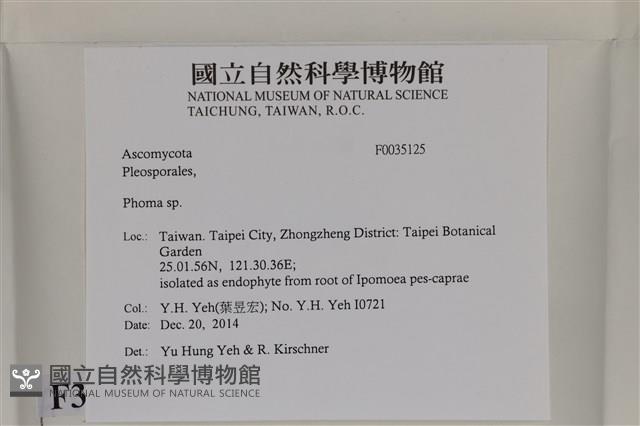 國立自然科學博物館
NATIONAL MUSEUM OF NATURAL SCIENCE
TAICHUNG, TAIWAN, R.O.C.
Ascomycota F0035125
Pleosporales,
Phoma sp.
Loc.: Taiwan. Taipei City, Zhongzheng District: Taipei Botanical
Garden
25.01.56N, 121.30.36E;
isolated as endophyte from root of Ipomoea pes-caprae
Col.: Y.H. Yeh(葉昱宏); No. Y.H. Yeh I0721
Date: Dec. 20, 2014
Det.: Yu Hung Yeh & R. Kirschner
國立自然科學博物館
NATIONAL MUSEUM OF NATURAL SCIENCE
F3